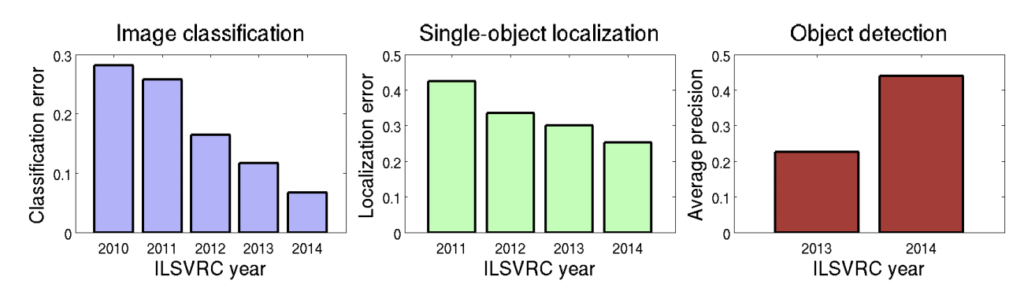 Image classification
Classification error
0.3
0.2
0.1
0
2010 2011 2012 2013 2014
ILSVRC year
Single-object localization
Localization error
0.5
0.4
0.3
0.2
0.1
0
2011 2012 2013 2014
ILSVRC year
Object detection
Average precision
0.5
0.4
0.3
0.2
0.1
0
2013 2014
ILSVRC year